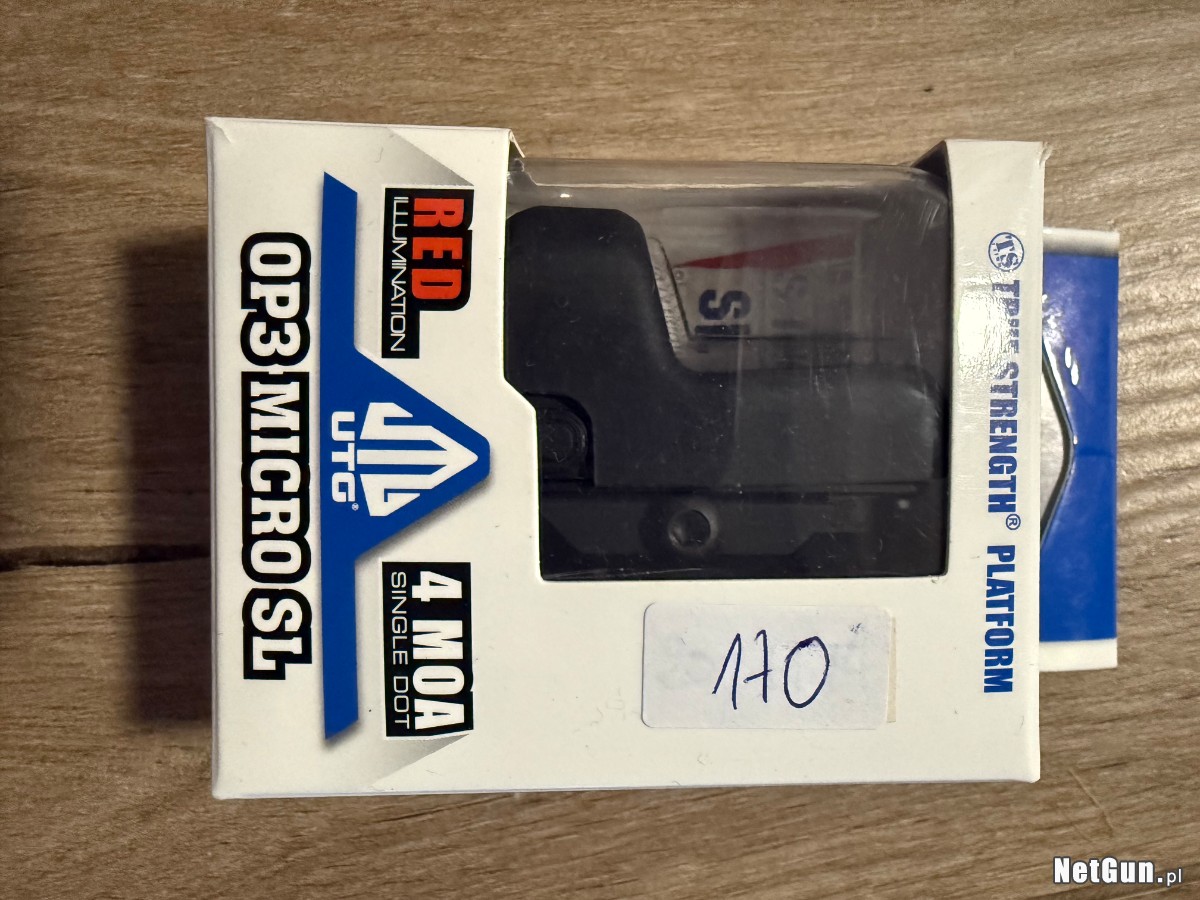 OP3 MICRO SL
UTG®
RED
ILLUMINATION
4 MOA
SINGLE DOT
TS TRUE STRENGTH® PLATFORM
170
NetGun.pl